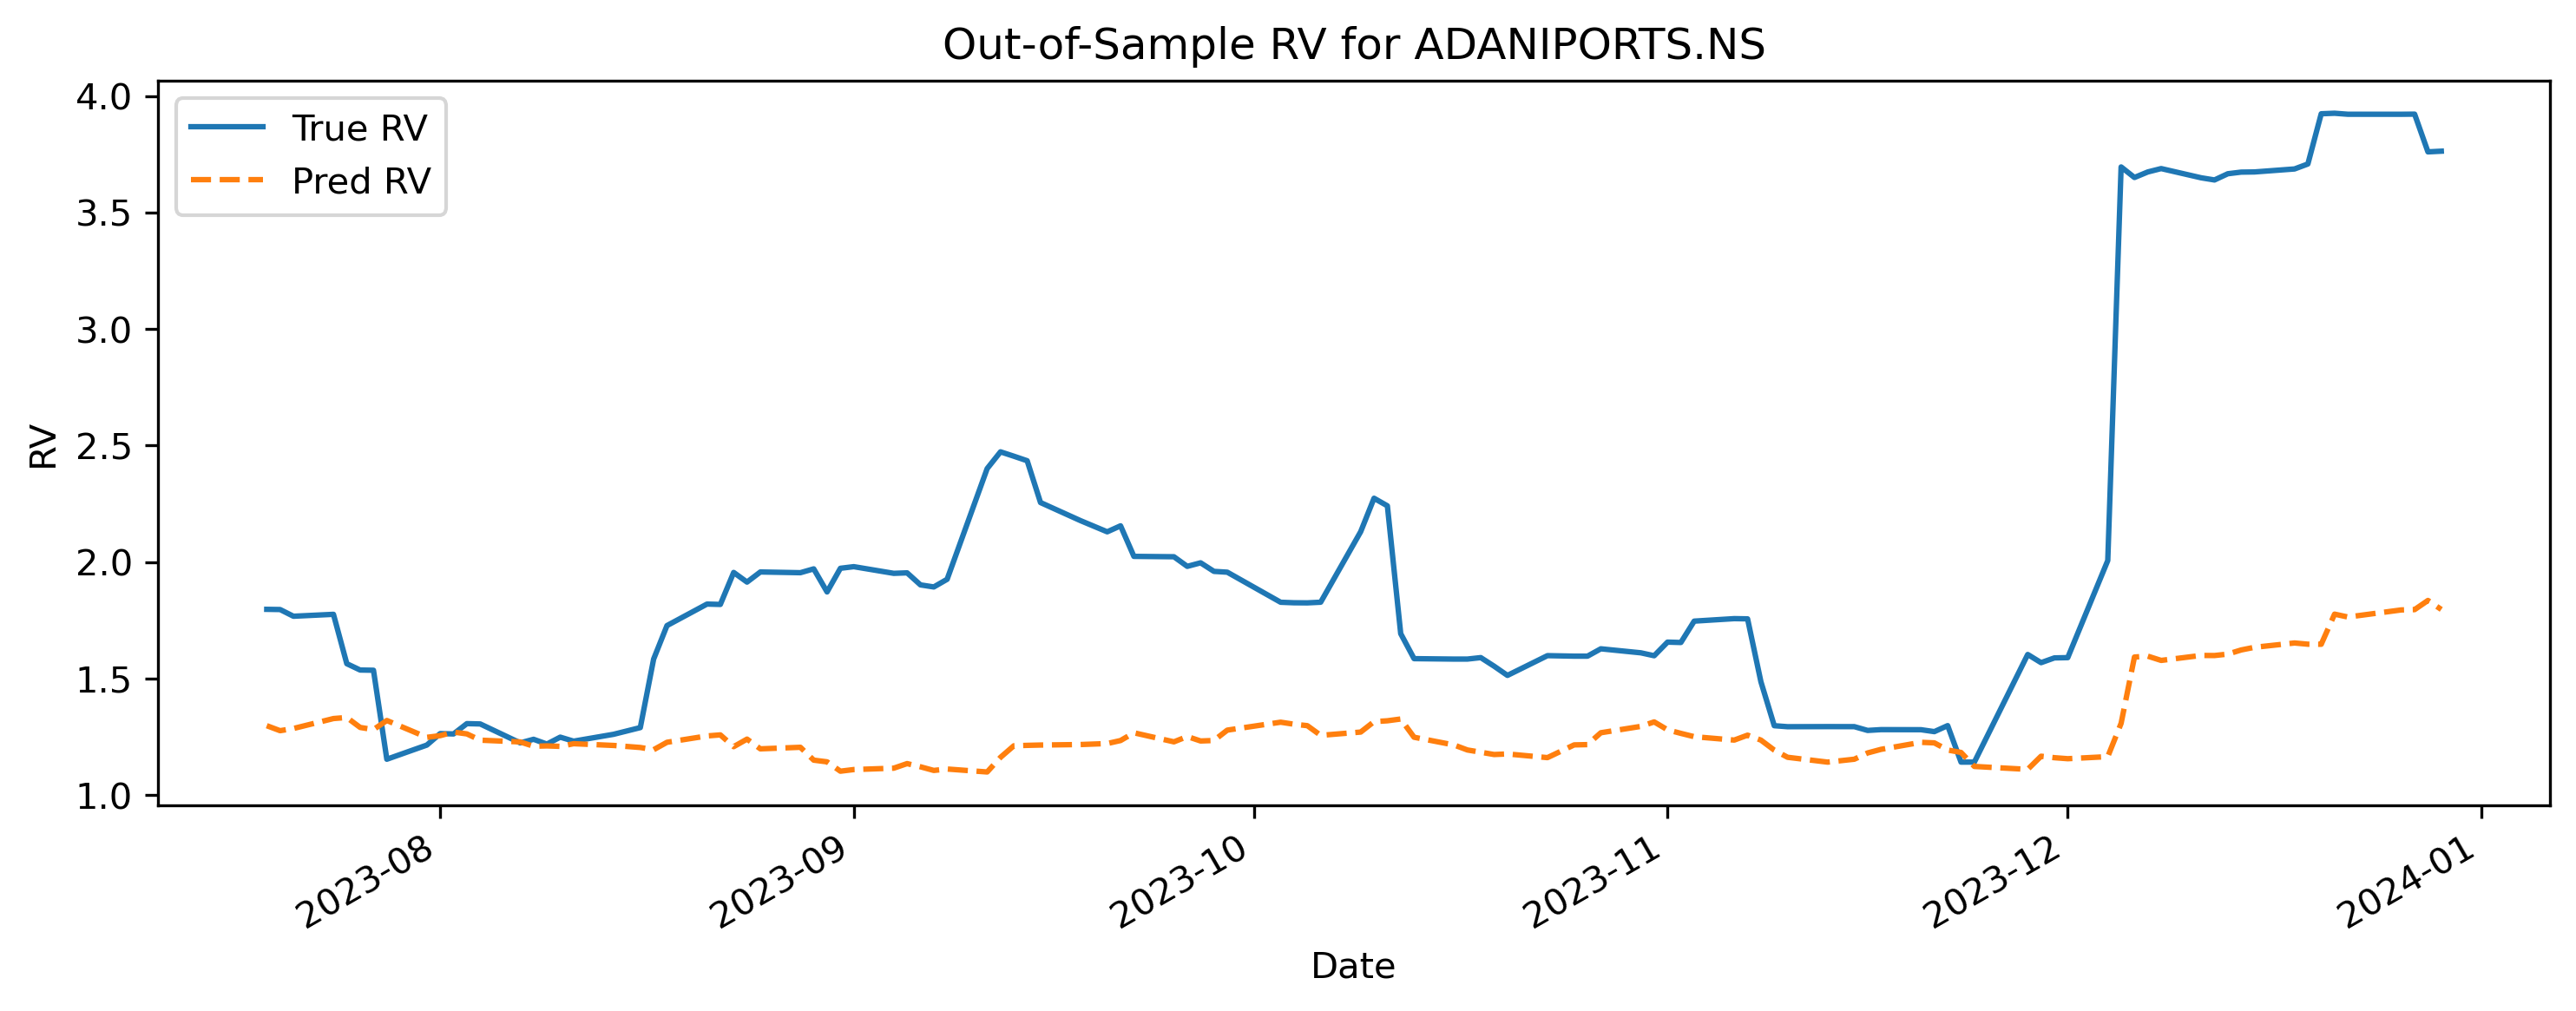 Out-of-Sample RV for ADANIPORTS.NS
True RV
Pred RV
RV
4.0
3.5
3.0
2.5
2.0
1.5
1.0
2023-08
2023-09
2023-10
2023-11
2023-12
2024-01
Date